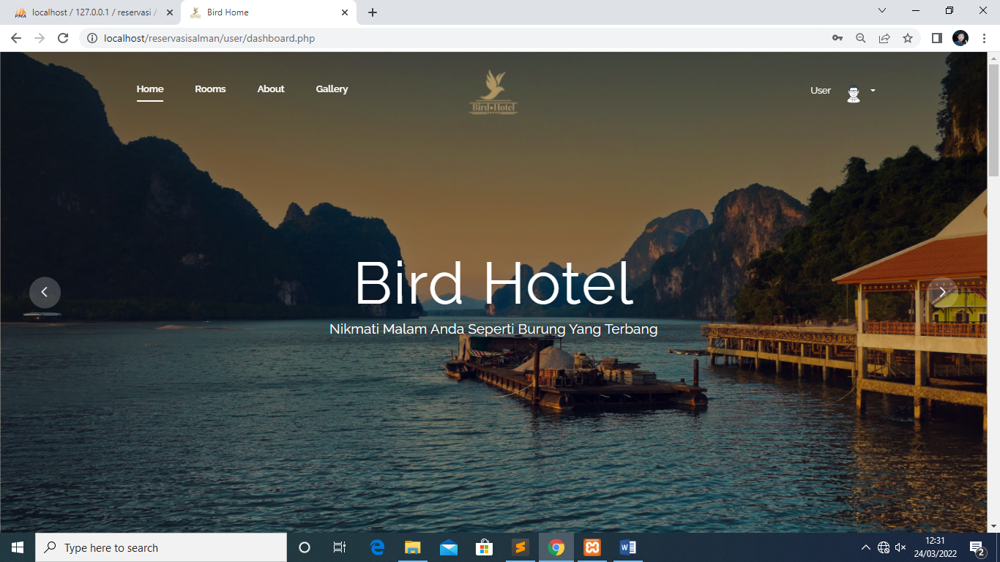 localhost / 127.0.0.1 / reservasi /
Bird Home
localhost/reservasisalman/user/dashboard.php
Home
Rooms
About
Gallery
Bird•Hotel
User
Bird Hotel
Nikmati Malam Anda Seperti Burung Yang Terbang
Type here to search
12:31
24/03/2022
2